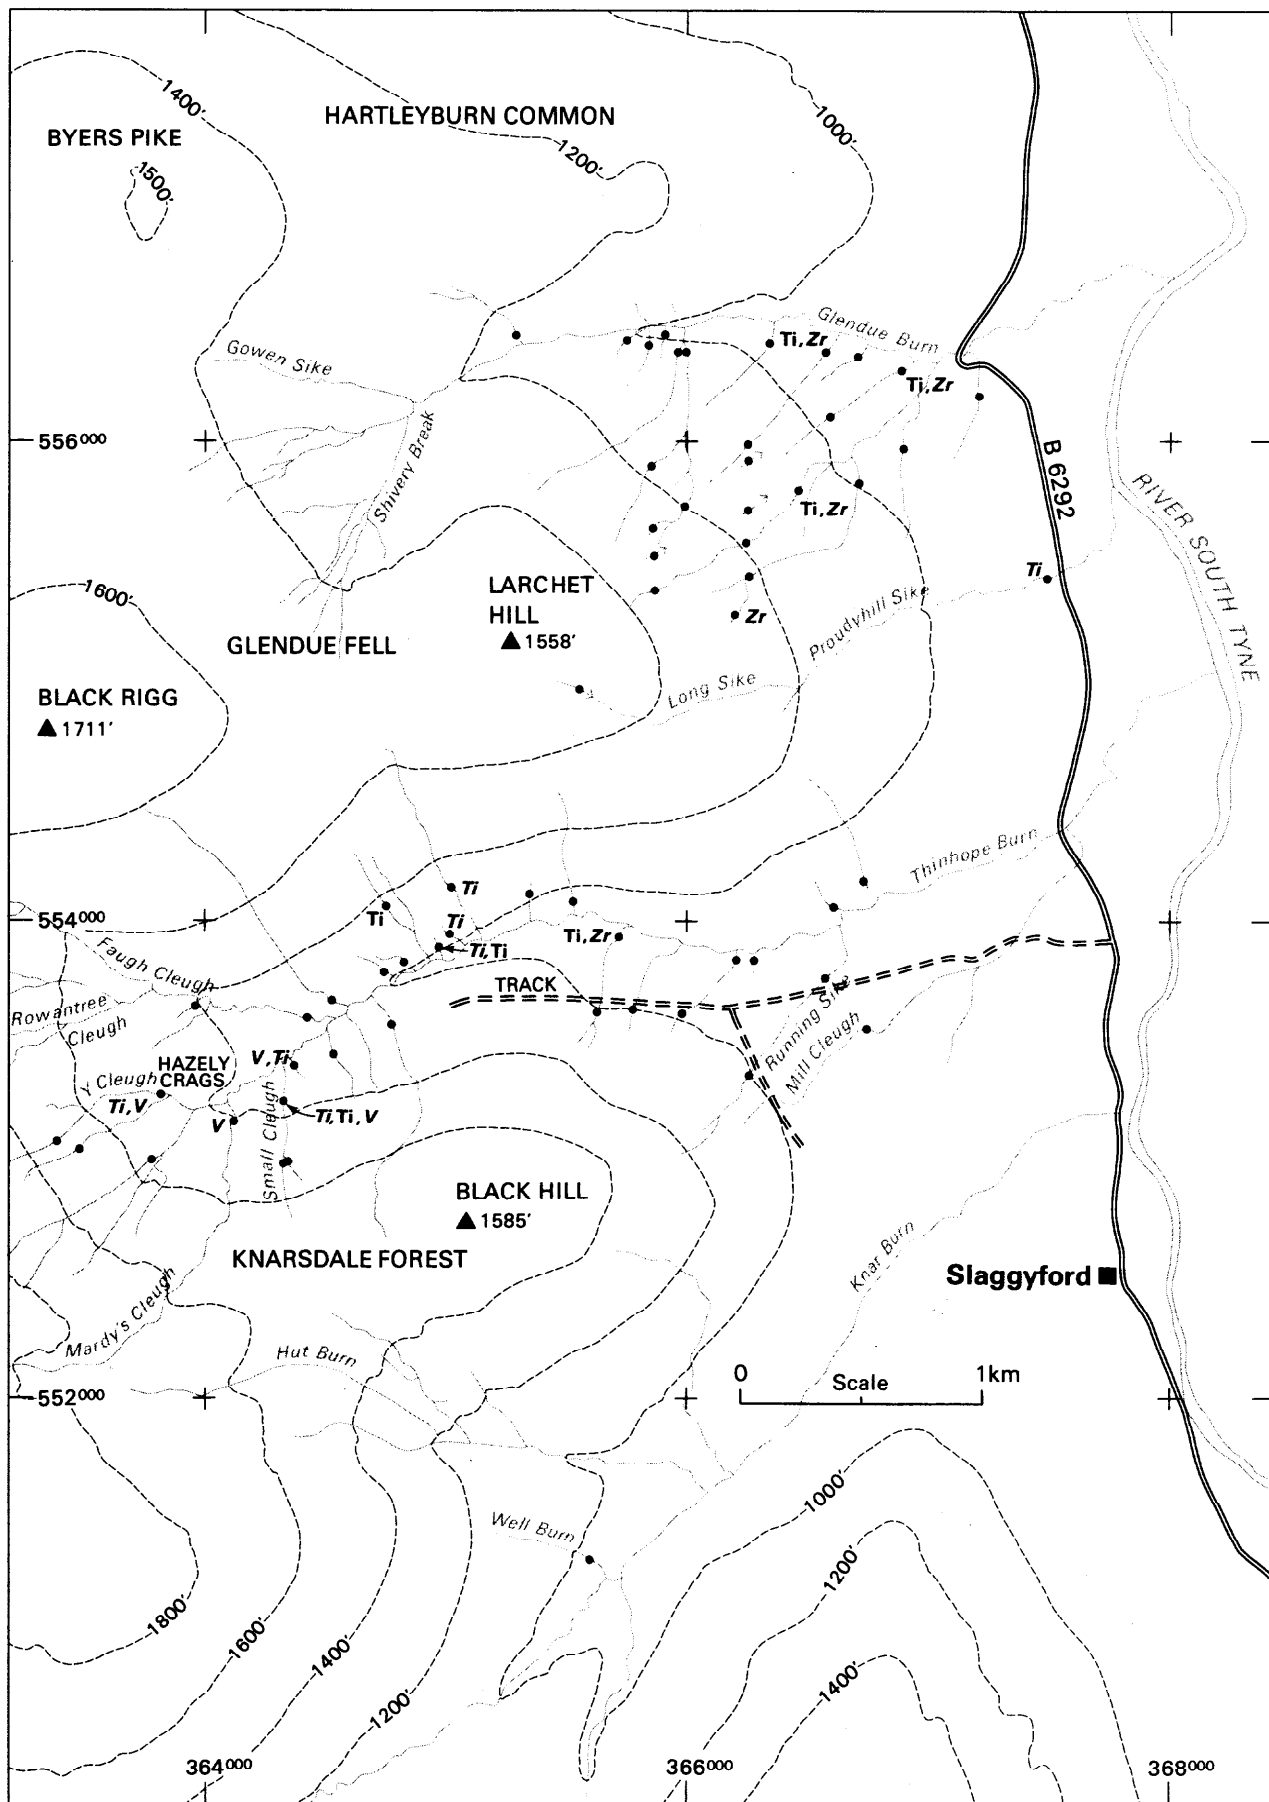 1400'
HARTLEYBURN COMMON
1000'
BYERS PIKE
1200'
1500'
Glendue Burn
Ti, Zr
Gowen Sike
Ti, Zr
556000
Shivery Break
B 6292
RIVER SOUTH TYNE
Ti, Zr
Ti
1600'
LARCHET
HILL
1558'
Zr
Proudyhill Sike
GLENDUE FELL
Long Sike
BLACK RIGG
1711'
Thinhope Burn
Ti
Ti
554000
Ti
Ti, Zr
Ti, Ti
Faugh Cleugh
TRACK
Rowantree
Cleugh
Running Sike
Mill Cleugh
V, Ti
HAZELY
CRAGS
Y Cleugh
Ti, V
V
Ti, Ti, V
Small Cleugh
BLACK HILL
1585'
KNARSDALE FOREST
Knar Burn
Slaggyford
Mardy's Cleugh
Hut Burn
0
Scale
1km
552000
1000'
Well Burn
1200'
1800'
1600'
1400'
1400'
1200'
364000
366000
368000